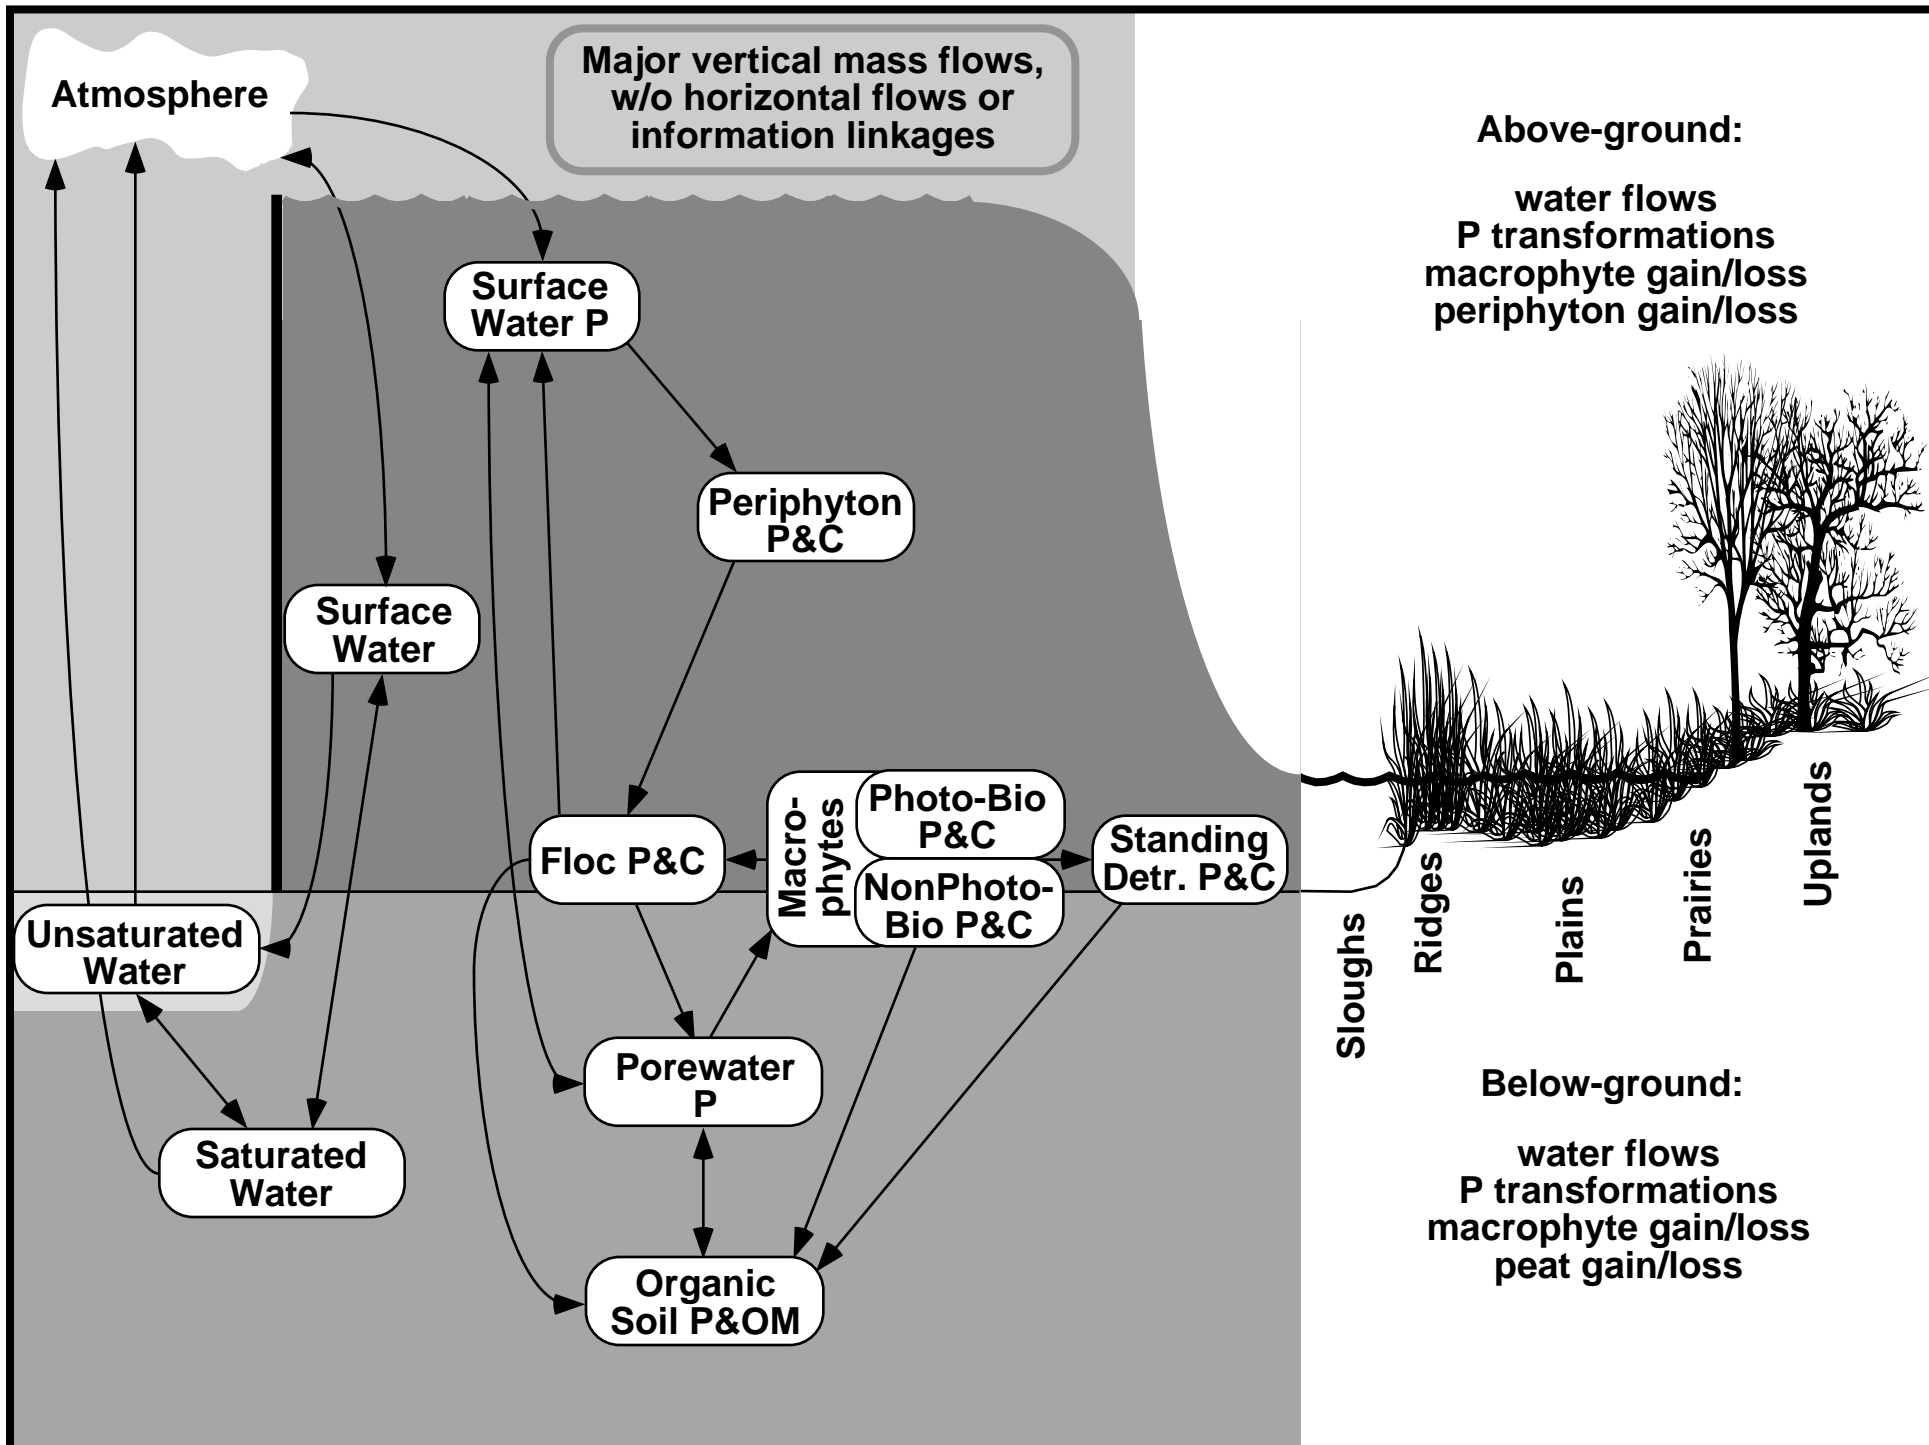 Major vertical mass flows,
w/o horizontal flows or
information linkages
Atmosphere
Above-ground:
water flows
P transformations
macrophyte gain/loss
periphyton gain/loss
Surface
Water P
Periphyton
P&C
Surface
Water
Floc P&C
Macro-
phytes
Photo-Bio
P&C
NonPhoto-
Bio P&C
Standing
Detr. P&C
Unsaturated
Water
Porewater
P
Saturated
Water
Organic
Soil P&OM
Sloughs
Ridges
Plains
Prairies
Uplands
Below-ground:
water flows
P transformations
macrophyte gain/loss
peat gain/loss